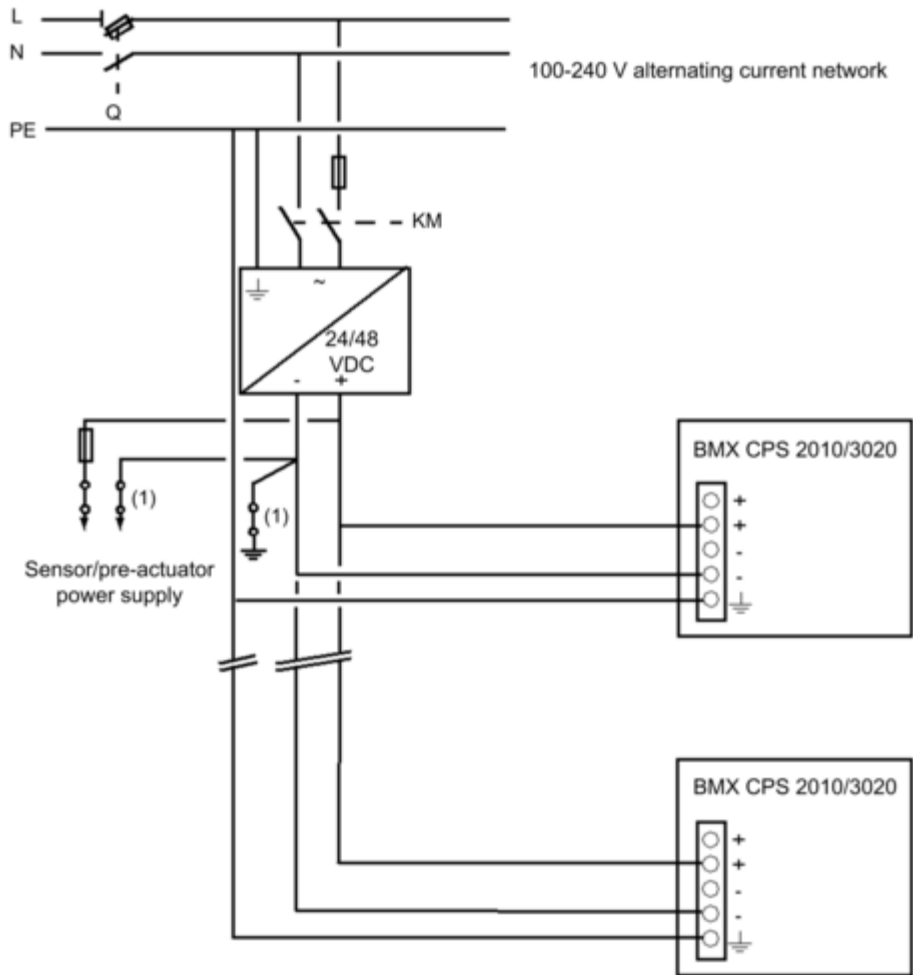 L
N
100-240 V alternating current network
Q
PE
KM
~
24/48
VDC
- +
BMX CPS 2010/3020
+
+
-
-
(1)
(1)
Sensor/pre-actuator
power supply
BMX CPS 2010/3020
+
+
-
-